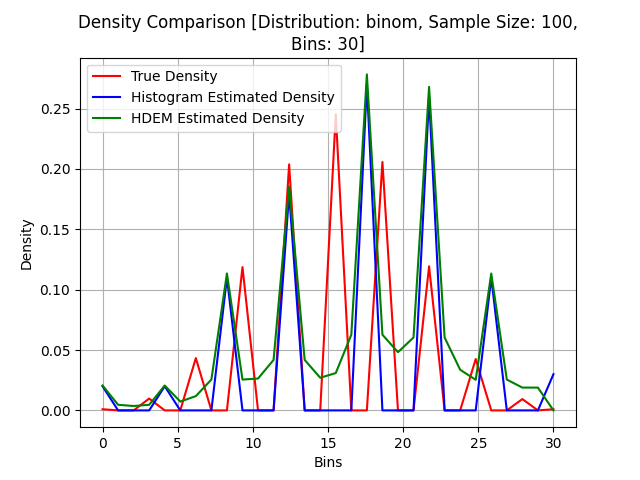 Density Comparison [Distribution: binom, Sample Size: 100,
Bins: 30]
True Density
Histogram Estimated Density
HDEM Estimated Density
0.25
0.20
0.15
0.10
0.05
0.00
Density
0 5 10 15 20 25 30
Bins